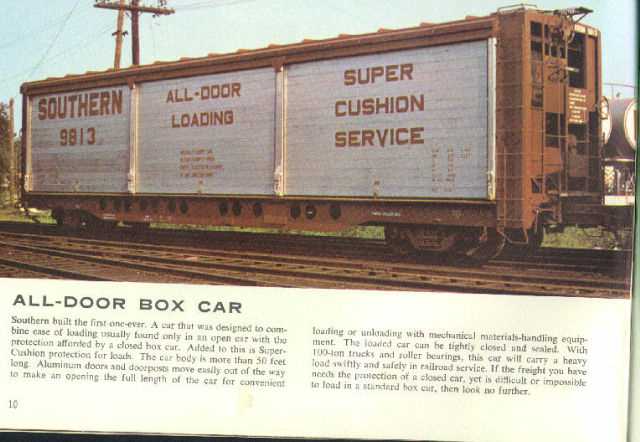 SOUTHERN
9813
ALL-DOOR
LOADING
SUPER
CUSHION
SERVICE
ALL-DOOR BOX CAR
Southern built the first-one-ever. A car that was designed to com-
bine ease of loading usually found only in an open car with the
protection afforded by a closed box car. Added to this is Super-
Cushion protection for loads. The car body is more than 50 feet
long. Aluminum doors and doorposts move easily out of the way
to make an opening the full length of the car for convenient
loading or unloading with mechanical materials-handling equip-
ment. The loaded car can be tightly closed and sealed. With
100-ton trucks and roller bearings, this car will carry a heavy
load swiftly and safely in railroad service. If the freight you have
needs the protection of a closed car, yet is difficult or impossible
to load in a standard box car, then look no further.
10